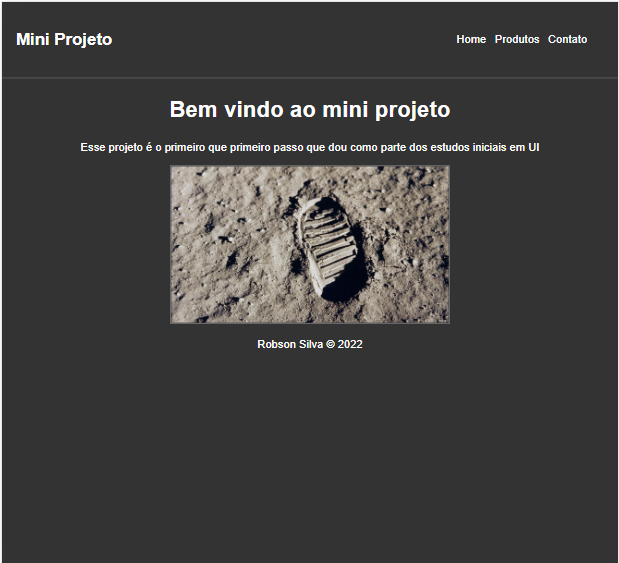 Mini Projeto
Home Produtos Contato
Bem vindo ao mini projeto
Esse projeto é o primeiro que primeiro passo que dou como parte dos estudos iniciais em UI
Robson Silva © 2022